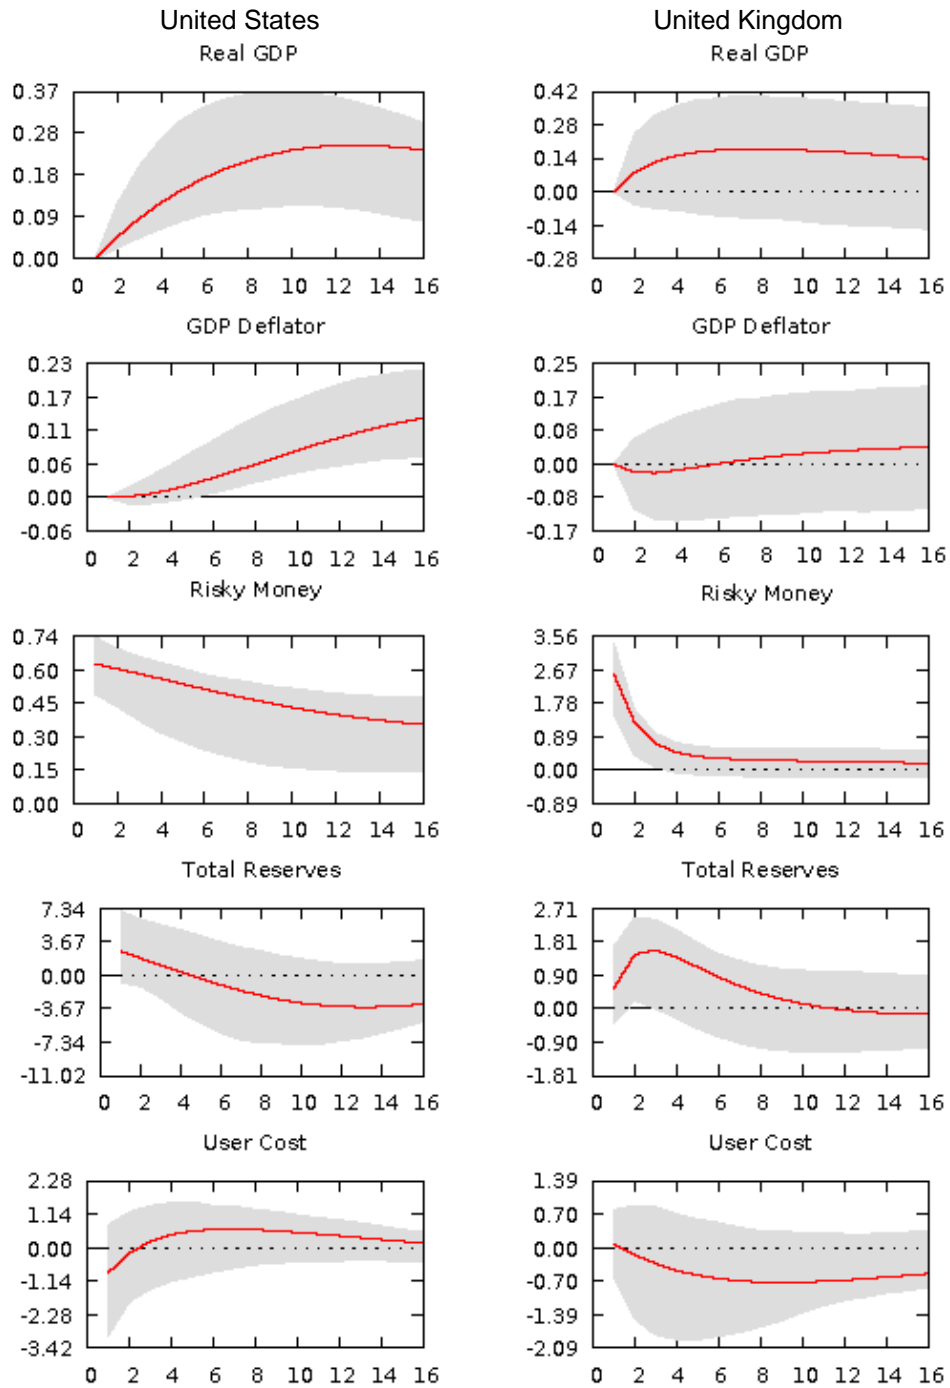 United States United Kingdom
Real GDP Real GDP
0.37 0.42
0.28 0.28
0.18 0.14
0.09 0.00
-0.14
0.00 -0.28
0 2 4 6 8 10 12 14 16 0 2 4 6 8 10 12 14 16
GDP Deflator GDP Deflator
0.23 0.25
0.17 0.17
0.11 0.08
0.06 0.00
0.00 -0.08
-0.06 -0.17
0 2 4 6 8 10 12 14 16 0 2 4 6 8 10 12 14 16
Risky Money Risky Money
0.74 3.56
0.60 2.67
0.45 1.78
0.30 0.89
0.15 0.00
0.00 -0.89
0 2 4 6 8 10 12 14 16 0 2 4 6 8 10 12 14 16
Total Reserves Total Reserves
7.34 2.71
3.67 1.81
0.00 0.90
-3.67 0.00
-7.34 -0.90
-11.02 -1.81
0 2 4 6 8 10 12 14 16 0 2 4 6 8 10 12 14 16
User Cost User Cost
2.28 1.39
1.14 0.70
0.00 0.00
-1.14 -0.70
-2.28 -1.39
-3.42 -2.09
0 2 4 6 8 10 12 14 16 0 2 4 6 8 10 12 14 16